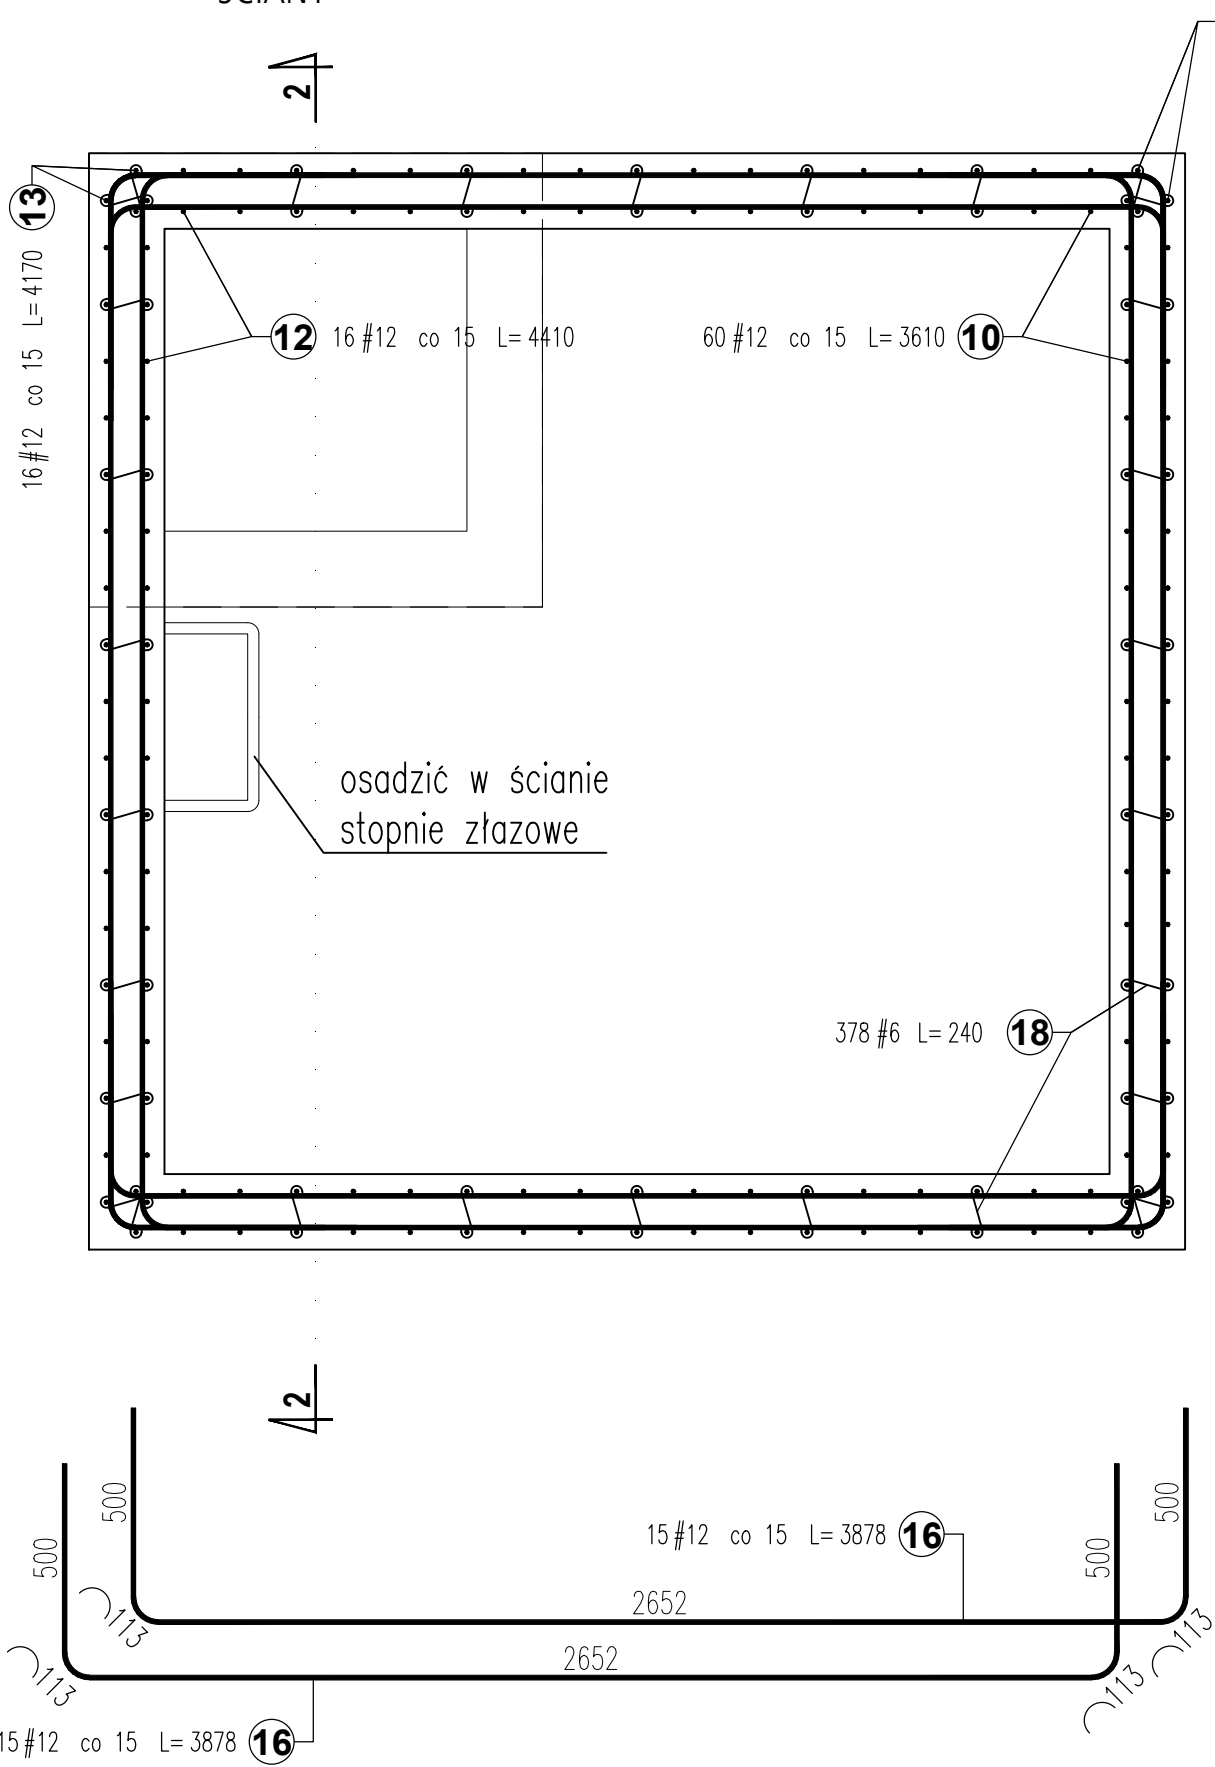 ŚCIANY
2
13
16 #12 co 15 L= 4170
12 16 #12 co 15 L= 4410
60 #12 co 15 L= 3610 10
osadzić w ścianie
stopnie złazowe
378 #6 L= 240 18
2
500
500
500
500
15 #12 co 15 L= 3878 16
2652
113
113
2652
113
113
15 #12 co 15 L= 3878 16